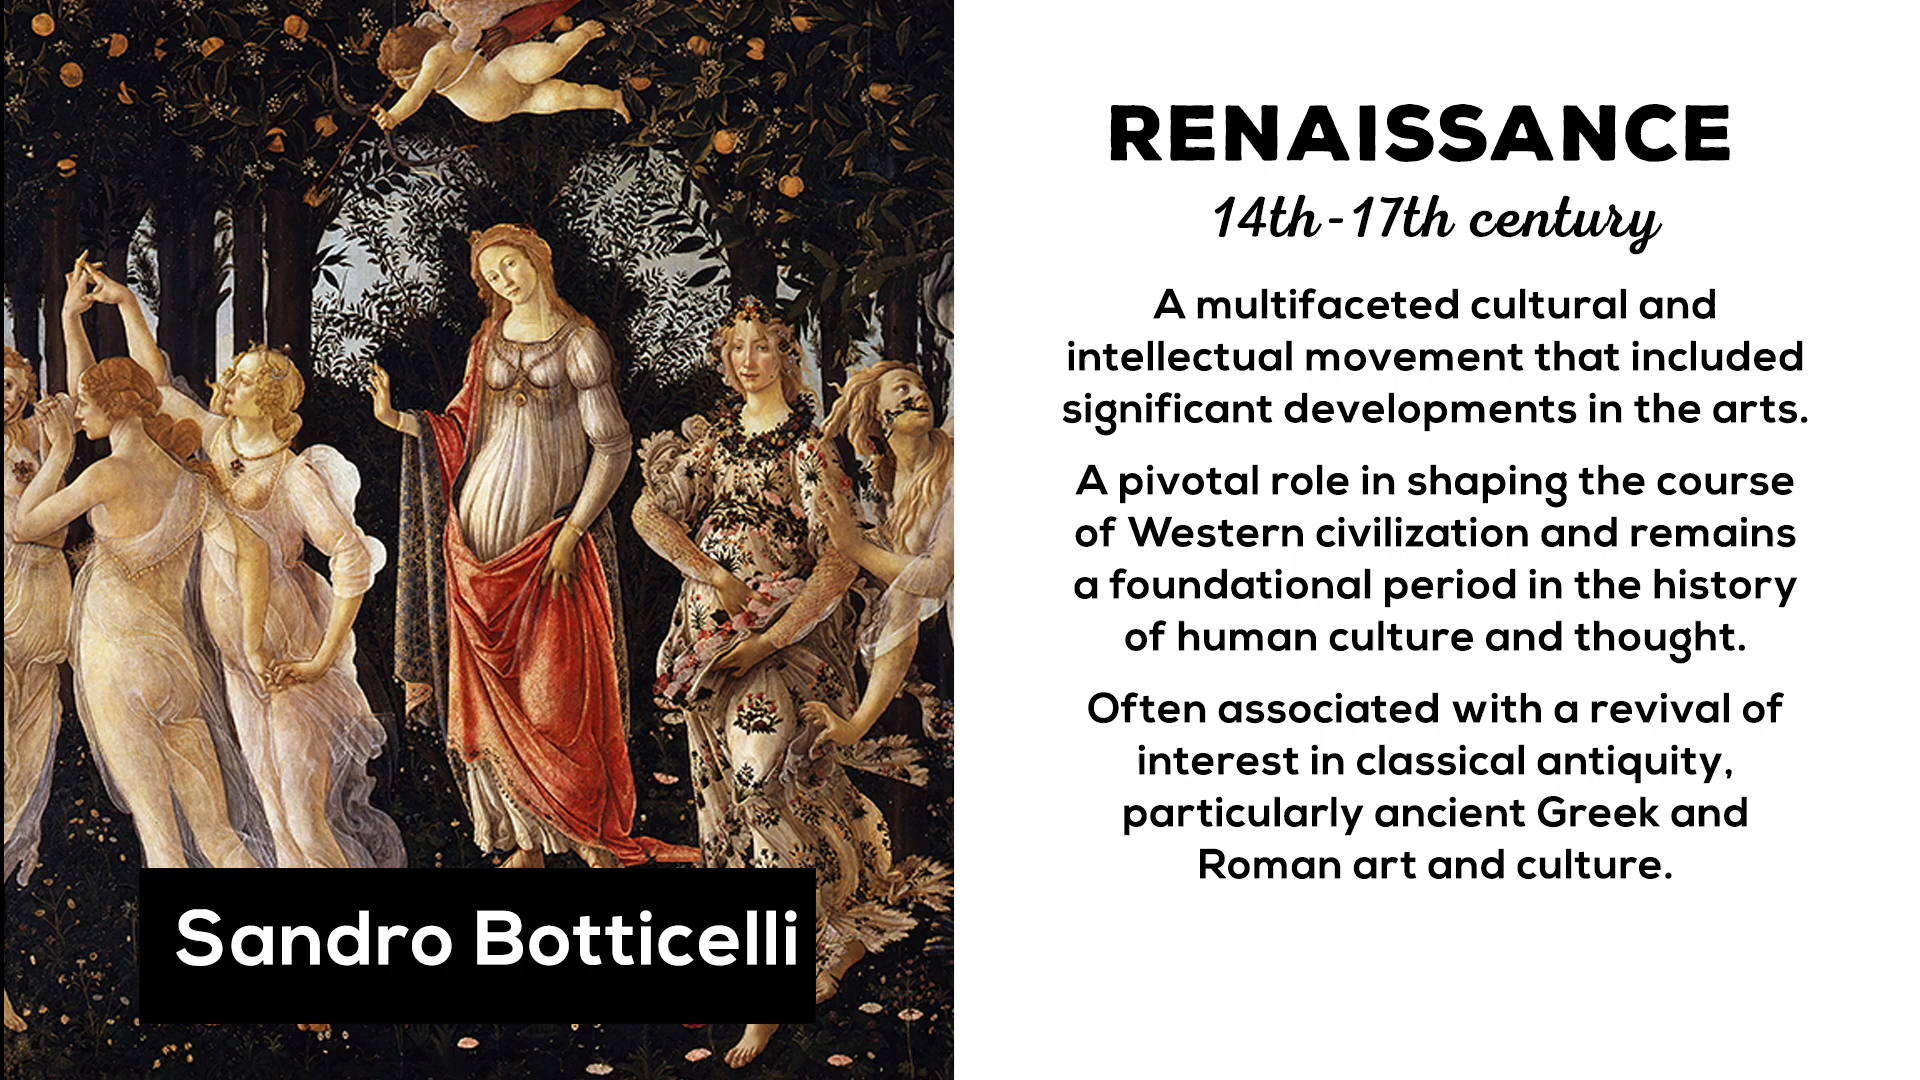 RENAISSANCE
14th-17th century
A multifaceted cultural and
intellectual movement that included
significant developments in the arts.
A pivotal role in shaping the course
of Western civilization and remains
a foundational period in the history
of human culture and thought.
Often associated with a revival of
interest in classical antiquity,
particularly ancient Greek and
Roman art and culture.
Sandro Botticelli